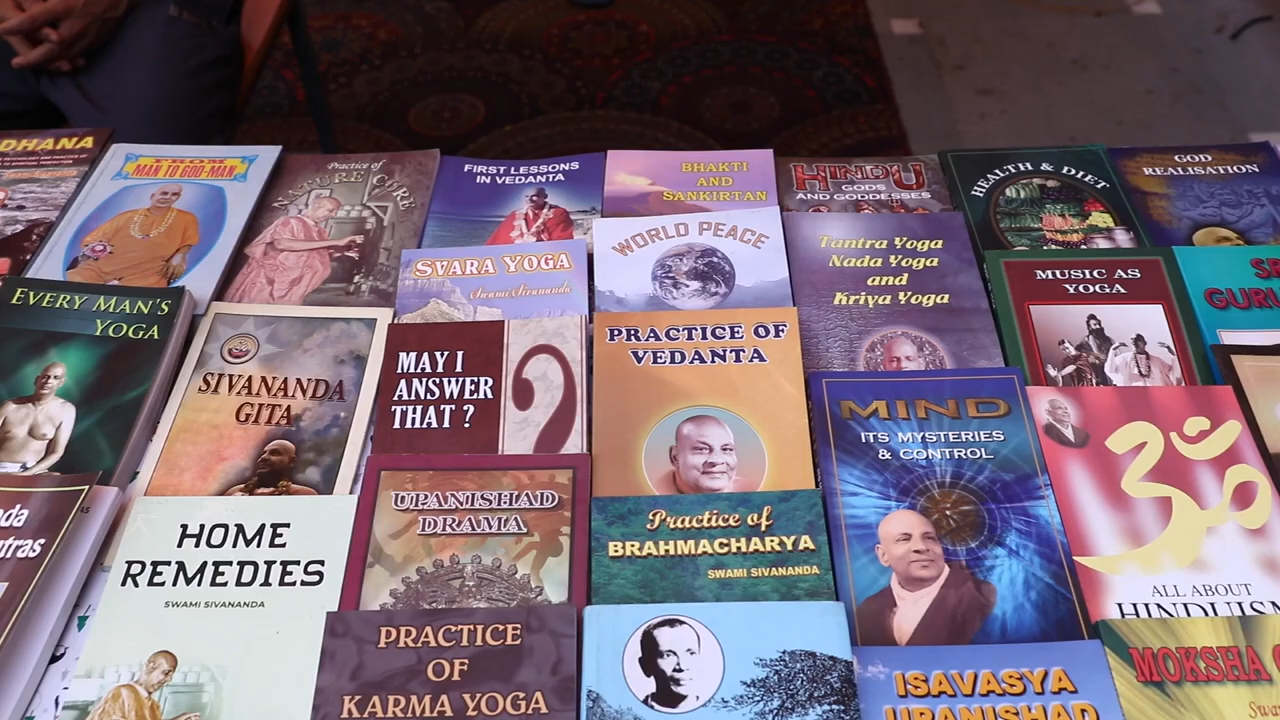 DHANA
FROM
MAN TO GOD-MAN
Practice of
NATURE CURE
FIRST LESSONS
IN VEDANTA
BHAKTI
AND
SANKIRTAN
HINDU
GODS
AND GODDESSES
HEALTH & DIET
GOD
REALISATION
SVARA YOGA
Swami Sivananda
WORLD PEACE
Tantra Yoga
Nada Yoga
and
Kriya Yoga
MUSIC AS
YOGA
SP
GURU
EVERY MAN'S
YOGA
SIVANANDA
GITA
MAY I
ANSWER
THAT ?
PRACTICE OF
VEDANTA
MIND
ITS MYSTERIES
& CONTROL
ॐ
ALL ABOUT
HINDUISM
da
utras
HOME
REMEDIES
SWAMI SIVANANDA
UPANISHAD
DRAMA
Practice of
BRAHMACHARYA
SWAMI SIVANANDA
PRACTICE
OF
KARMA YOGA
ISAVASYA
UPANISHAD
MOKSHA
Swa